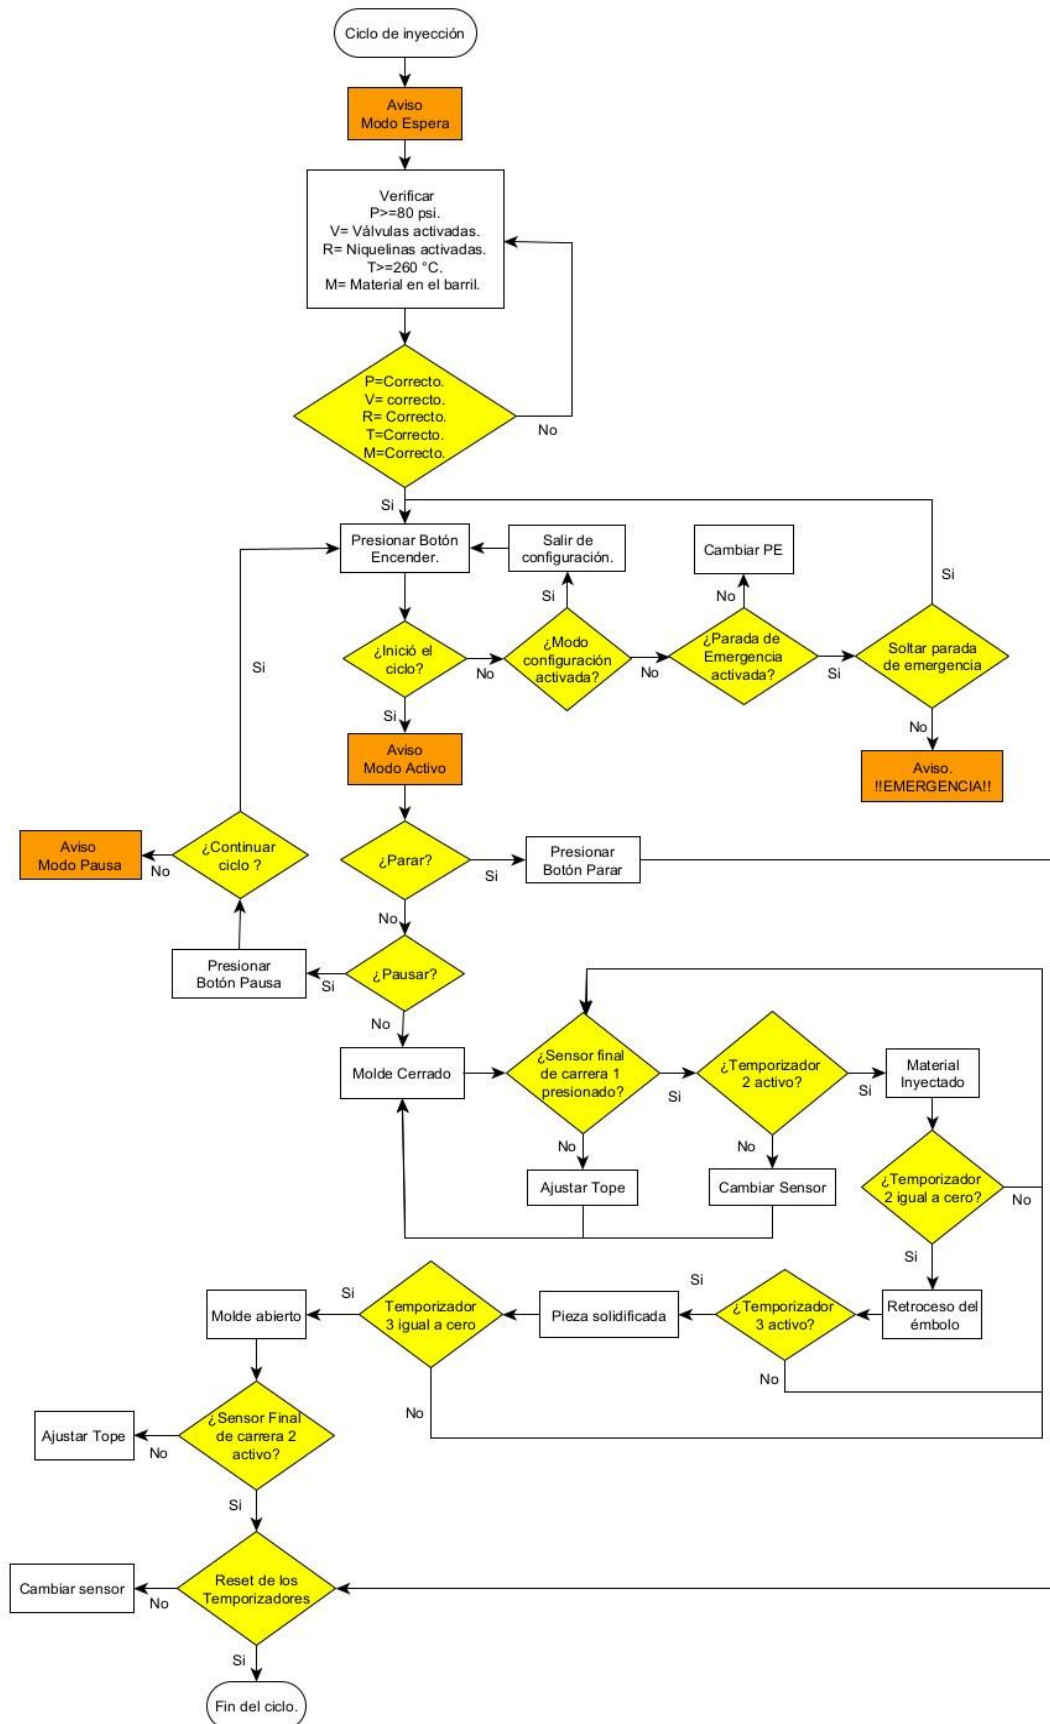 Ciclo de inyección
Aviso
Modo Espera
Verificar
P>=80 psi.
V= Válvulas activadas.
R= Niquelinas activadas.
T>=260 °C.
M= Material en el barril.
P=Correcto.
V= correcto.
R= Correcto.
T=Correcto.
M=Correcto.
No
Si
Presionar Botón
Encender.
Salir de
configuración.
Cambiar PE
Si
Si
No
Si
¿Inició el
ciclo?
No
¿Modo
configuración
activada?
No
¿Parada de
Emergencia
activada?
Si
Soltar parada
de emergencia
Si
No
Aviso
Modo Activo
Aviso.
!!EMERGENCIA!!
Aviso
Modo Pausa
No
¿Continuar
ciclo ?
¿Parar?
Si
Presionar
Botón Parar
No
Presionar
Botón Pausa
Si
¿Pausar?
No
Molde Cerrado
¿Sensor final
de carrera 1
presionado?
Si
¿Temporizador
2 activo?
Si
Material
Inyectado
No
No
Ajustar Tope
Cambiar Sensor
¿Temporizador
2 igual a cero?
No
Si
Molde abierto
Si
Temporizador
3 igual a cero
Pieza solidificada
Si
¿Temporizador
3 activo?
Retroceso del
émbolo
No
No
Ajustar Tope
No
¿Sensor Final
de carrera 2
activo?
Si
Cambiar sensor
No
Reset de los
Temporizadores
Si
Fin del ciclo.